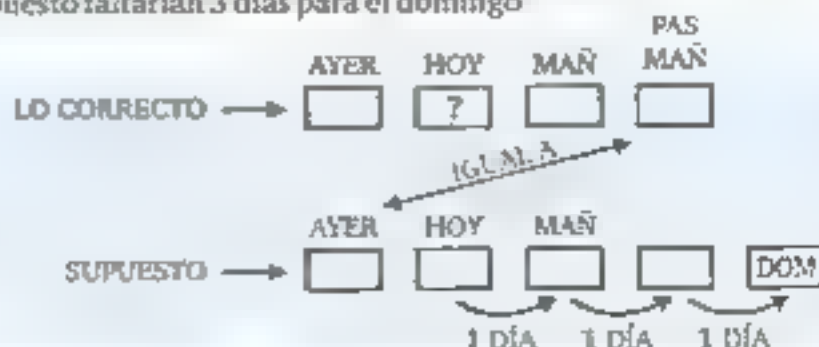 faltarían 3 días para el domingo
PAS
AYER HOY MAÑ MAÑ
LO CORRECTO ?
IGUAL A
AYER HOY MAÑ
SUPUESTO DOM
1 DÍA 1 DÍA 1 DÍA